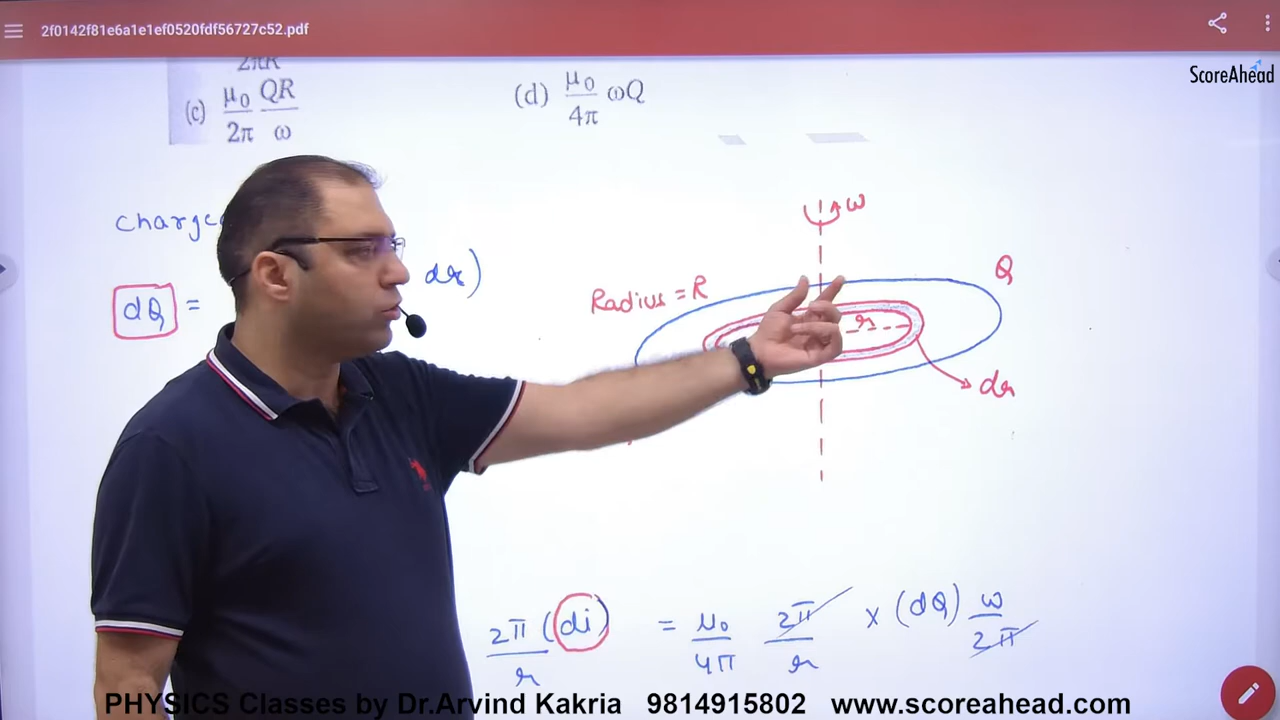 2f0142f81e6a1e1ef0520fdf56727c52.pdf
ScoreAhead
2πR
(c) μ₀/2π QR/ω
(d) μ₀/4π ωQ
ω
Q
Radius = R
dr)
dQ =
r
dr
2π/r (di) = μ₀/4π 2π/r × (dQ) ω/2π
PHYSICS Classes by Dr.Arvind Kakria 9814915802 www.scoreahead.com